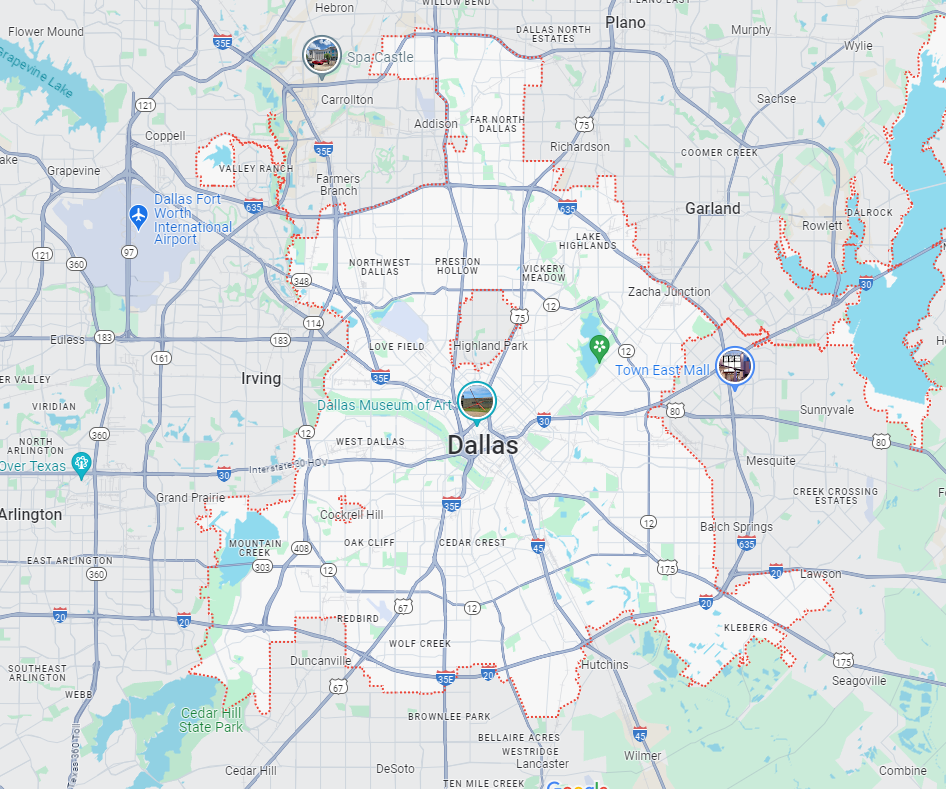 Hebron
WILLOW BEND
Plano
Flower Mound
DALLAS NORTH
ESTATES
Murphy
35E
Wylie
Spa Castle
Grapevine Lake
121
Carrollton
Sachse
Addison
FAR NORTH
DALLAS
75
Coppell
35E
Richardson
COOMER CREEK
Grapevine
VALLEY RANCH
Farmers
Branch
Dallas Fort
Worth
International
Airport
635
635
Garland
DALROCK
Rowlett
LAKE
HIGHLANDS
121
97
360
NORTHWEST
DALLAS
PRESTON
HOLLOW
VICKERY
MEADOW
348
30
Zacha Junction
12
75
114
Euless
183
183
LOVE FIELD
Highland Park
12
161
Town East Mall
Irving
35E
VIRIDIAN
Dallas Museum of Art
80
Sunnyvale
30
360
12
NORTH
ARLINGTON
WEST DALLAS
Dallas
80
Over Texas
30
Interstate 30 HOV
Mesquite
Grand Prairie
35E
CREEK CROSSING
ESTATES
Arlington
Cockrell Hill
12
Balch Springs
MOUNTAIN
CREEK
408
OAK CLIFF
CEDAR CREST
45
635
EAST ARLINGTON
303
12
175
20
Lawson
360
67
12
20
20
20
REDBIRD
KLEBERG
WOLF CREEK
SOUTHEAST
ARLINGTON
Duncanville
Hutchins
175
35E
20
67
Seagoville
WEBB
Cedar Hill
State Park
BROWNLEE PARK
45
BELLAIRE ACRES
WESTRIDGE
Texas 360 Toll
Wilmer
Lancaster
Cedar Hill
DeSoto
Combine
TEN MILE CREEK
Google